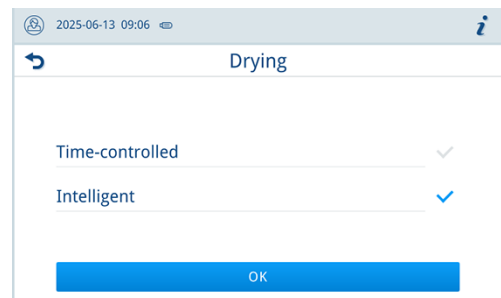 2025-06-13 09:06 i
Drying
Time-controlled
Intelligent
OK